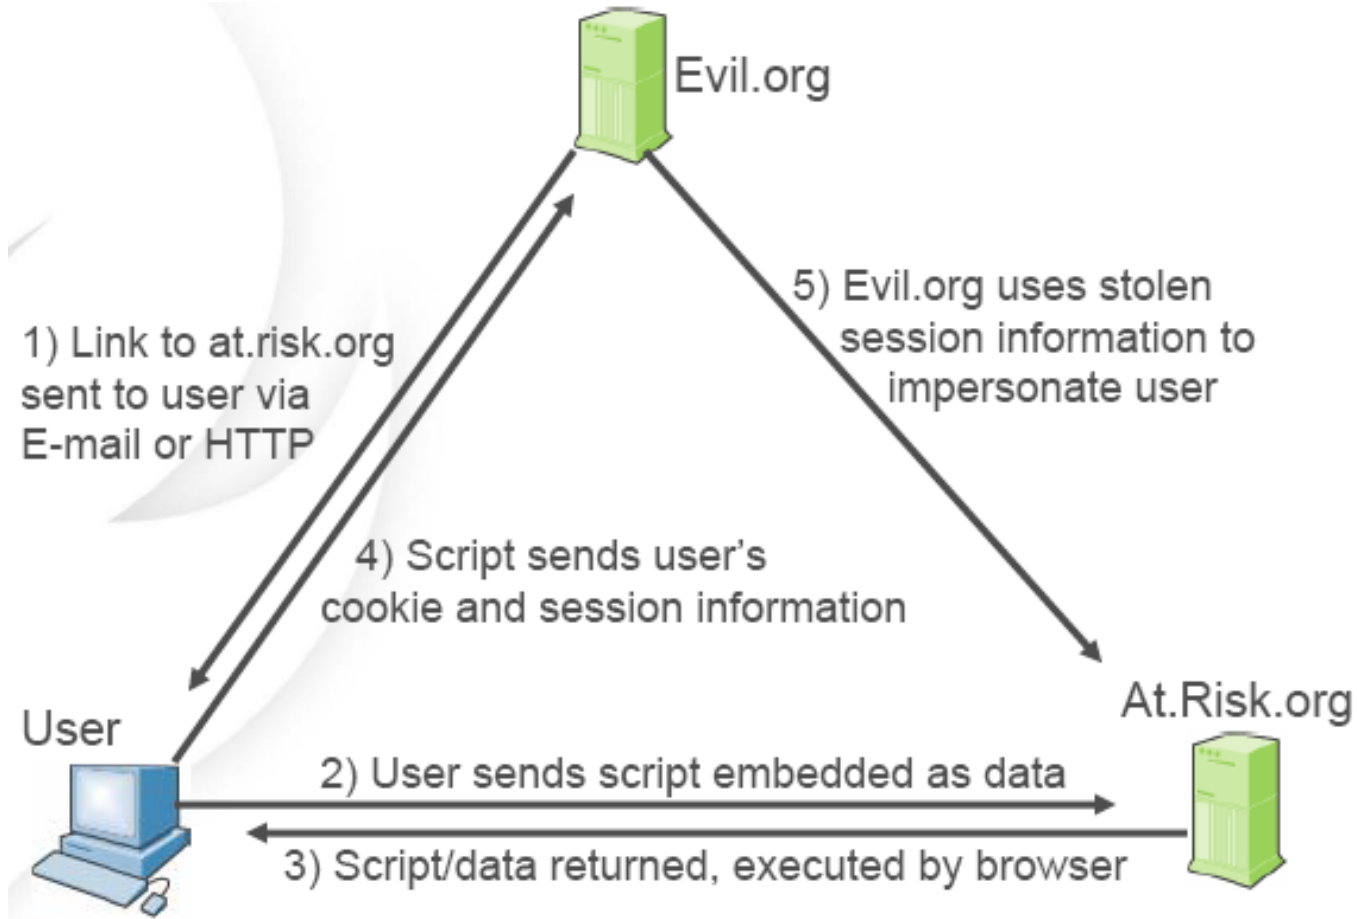 Evil.org
5) Evil.org uses stolen
session information to
impersonate user
1) Link to at.risk.org
sent to user via
E-mail or HTTP
4) Script sends user's
cookie and session information
At.Risk.org
User
2) User sends script embedded as data
3) Script/data returned, executed by browser